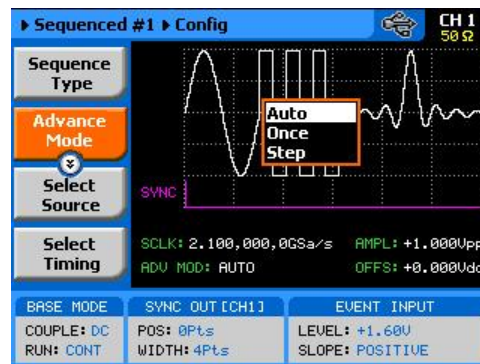 Sequenced #1 Config
CH 1
50 Ω
Sequence
Type
Advance
Mode
Select
Source
Select
Timing
Auto
Once
Step
SYNC
SCLK: 2.100,000,0GSa/s AMPL: +1.000Vpp
ADV MOD: AUTO OFFS: +0.000Vdc
BASE MODE
COUPLE: DC
RUN: CONT
SYNC OUT [CH1]
POS: 0Pts
WIDTH: 4Pts
EVENT INPUT
LEVEL: +1.60V
SLOPE: POSITIVE